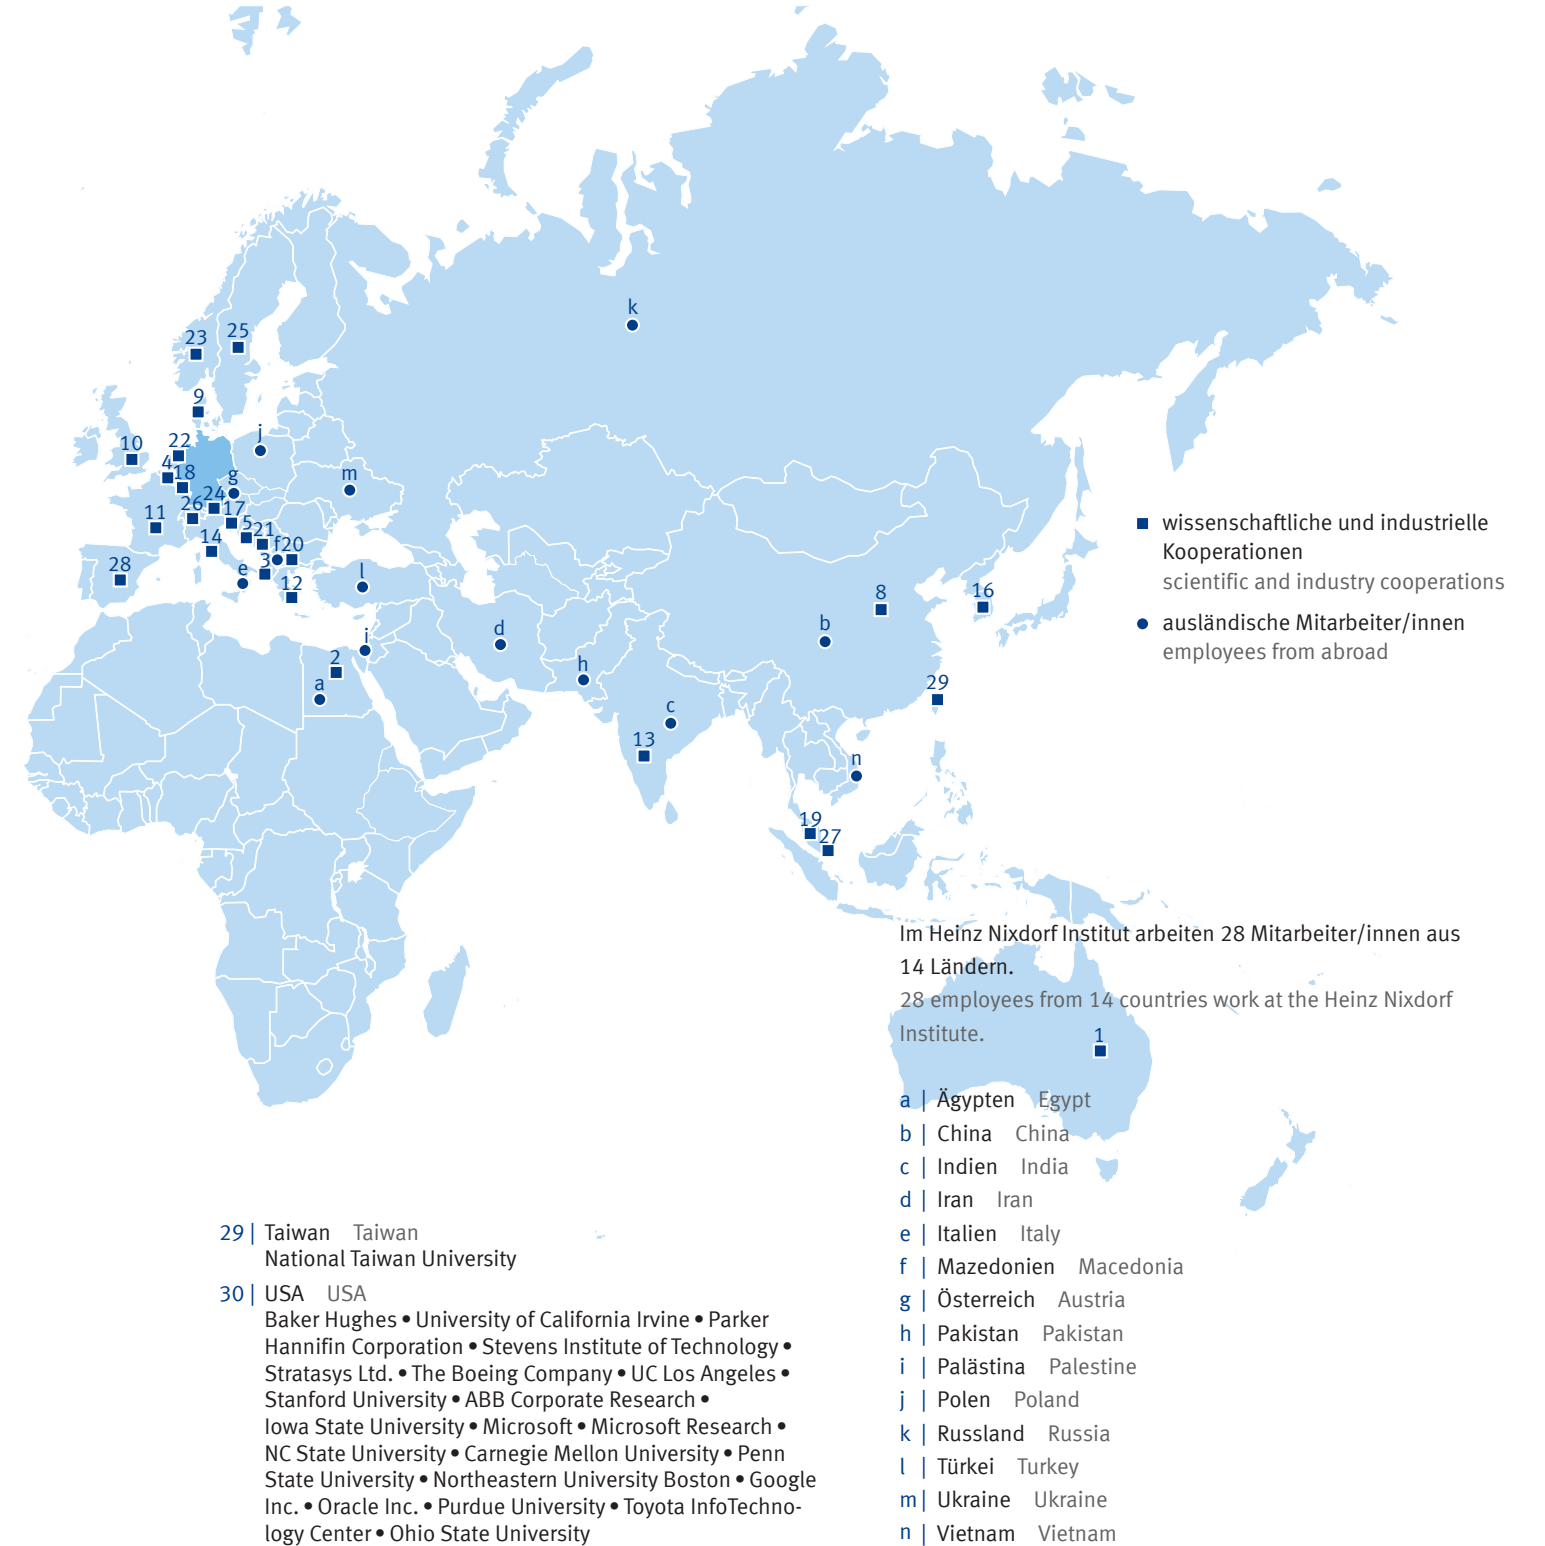 k
23
25
9
10
22
j
4
18
g
m
24
26
17
11
5
21
14
f
20
3
28
e
12
l
8
16
b
d
i
2
h
a
29
c
13
n
19
27
1
wissenschaftliche und industrielle
Kooperationen
scientific and industry cooperations
ausländische Mitarbeiter/innen
employees from abroad
Im Heinz Nixdorf Institut arbeiten 28 Mitarbeiter/innen aus
14 Ländern.
28 employees from 14 countries work at the Heinz Nixdorf
Institute.
a | Ägypten Egypt
b | China China
c | Indien India
d | Iran Iran
e | Italien Italy
f | Mazedonien Macedonia
g | Österreich Austria
h | Pakistan Pakistan
i | Palästina Palestine
j | Polen Poland
k | Russland Russia
l | Türkei Turkey
m | Ukraine Ukraine
n | Vietnam Vietnam
29 | Taiwan Taiwan
National Taiwan University
30 | USA USA
Baker Hughes • University of California Irvine • Parker
Hannifin Corporation • Stevens Institute of Technology •
Stratasys Ltd. • The Boeing Company • UC Los Angeles •
Stanford University • ABB Corporate Research •
Iowa State University • Microsoft • Microsoft Research •
NC State University • Carnegie Mellon University • Penn
State University • Northeastern University Boston • Google
Inc. • Oracle Inc. • Purdue University • Toyota InfoTechno-
logy Center • Ohio State University